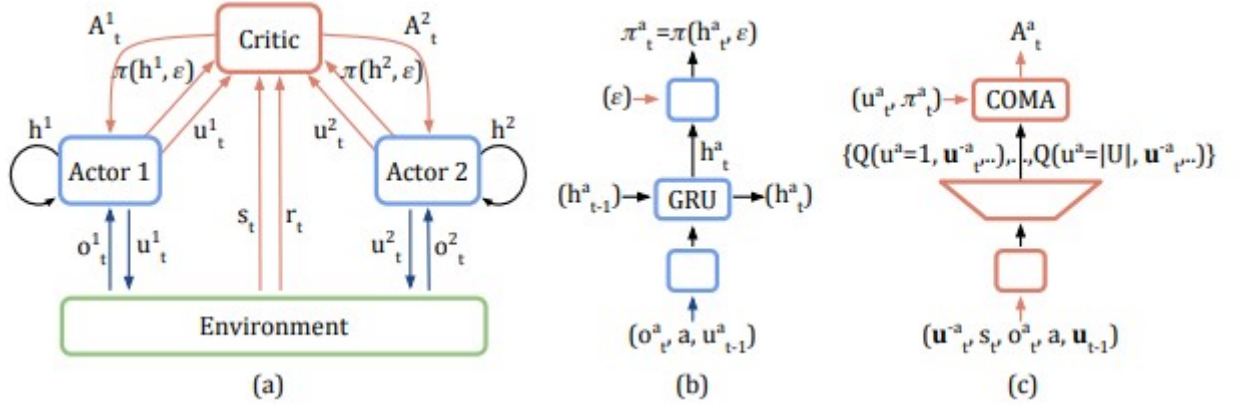 A¹ₜ
Critic
A²ₜ
π(h¹, ε)
π(h², ε)
h¹
u¹ₜ
u²ₜ
h²
Actor 1
Actor 2
o¹ₜ
u¹ₜ
sₜ
rₜ
u²ₜ
o²ₜ
Environment
(a)
πᵃₜ=π(hᵃₜ, ε)
(ε)
hᵃₜ
(hᵃₜ₋₁)
GRU
(hᵃₜ)
(oᵃₜ, a, uᵃₜ₋₁)
(b)
Aᵃₜ
(uᵃₜ, πᵃₜ)
COMA
{Q(uᵃ=1, u⁻ᵃₜ,..),...,Q(uᵃ=|U|, u⁻ᵃₜ,..)}
(u⁻ᵃₜ, sₜ, oᵃₜ, a, uₜ₋₁)
(c)